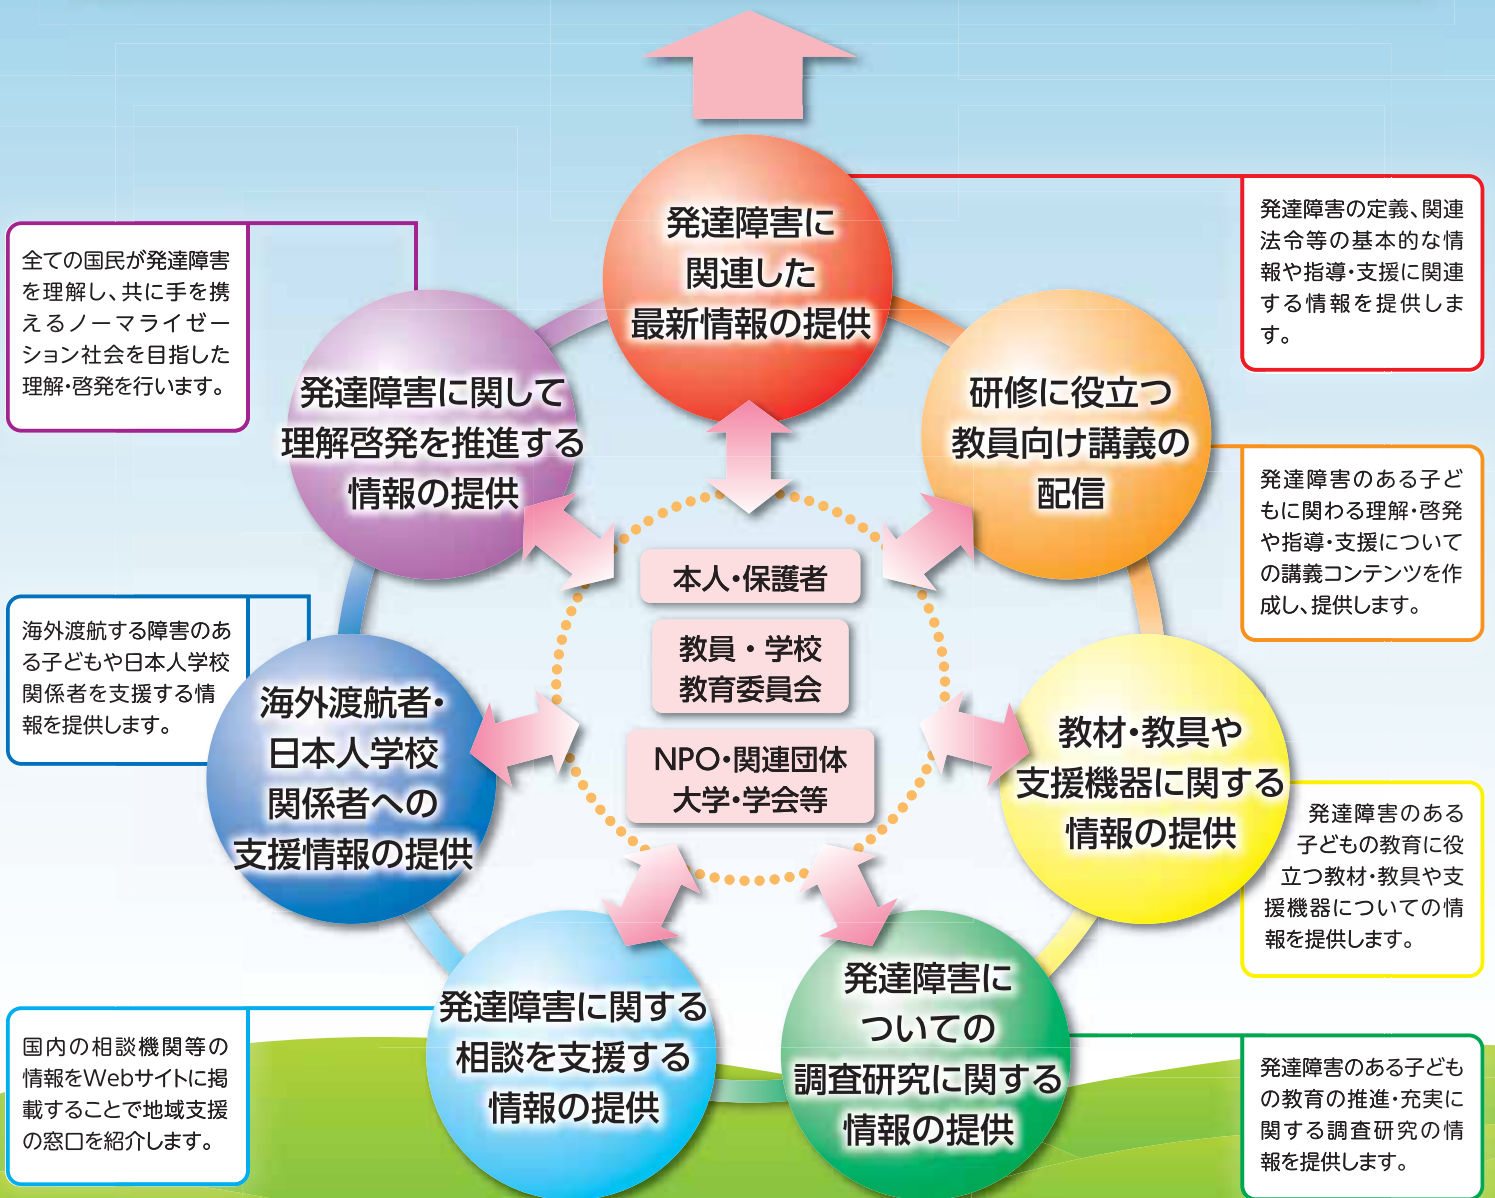 発達障害に
関連した
最新情報の提供
発達障害の定義、関連
法令等の基本的な情
報や指導・支援に関連
する情報を提供しま
す。
研修に役立つ
教員向け講義の
配信
発達障害のある子ど
もに関わる理解・啓発
や指導・支援について
の講義コンテンツを作
成し、提供します。
教材・教具や
支援機器に関する
情報の提供
発達障害のある
子どもの教育に役
立つ教材・教具や支
援機器についての情
報を提供します。
発達障害に
ついての
調査研究に関する
情報の提供
発達障害のある子ども
の教育の推進・充実に
関する調査研究の情
報を提供します。
発達障害に関する
相談を支援する
情報の提供
国内の相談機関等の
情報をWebサイトに掲
載することで地域支援
の窓口を紹介します。
海外渡航者・
日本人学校
関係者への
支援情報の提供
海外渡航する障害のあ
る子どもや日本人学校
関係者を支援する情
報を提供します。
発達障害に関して
理解啓発を推進する
情報の提供
全ての国民が発達障害
を理解し、共に手を携
えるノーマライゼー
ション社会を目指した
理解・啓発を行います。
本人・保護者
教員・学校
教育委員会
NPO・関連団体
大学・学会等